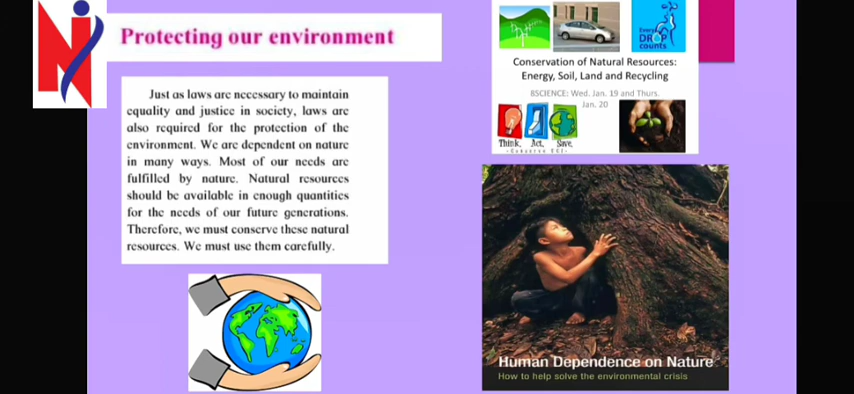 Protecting our environment
Just as laws are necessary to maintain
equality and justice in society, laws are
also required for the protection of the
environment. We are dependent on nature
in many ways. Most of our needs are
fulfilled by nature. Natural resources
should be available in enough quantities
for the needs of our future generations.
Therefore, we must conserve these natural
resources. We must use them carefully.
Every
DROP
counts
Conservation of Natural Resources:
Energy, Soil, Land and Recycling
8SCIENCE: Wed. Jan. 19 and Thurs.
Jan. 20
Think. Act. Save.
Human Dependence on Nature
How to help solve the environmental crisis